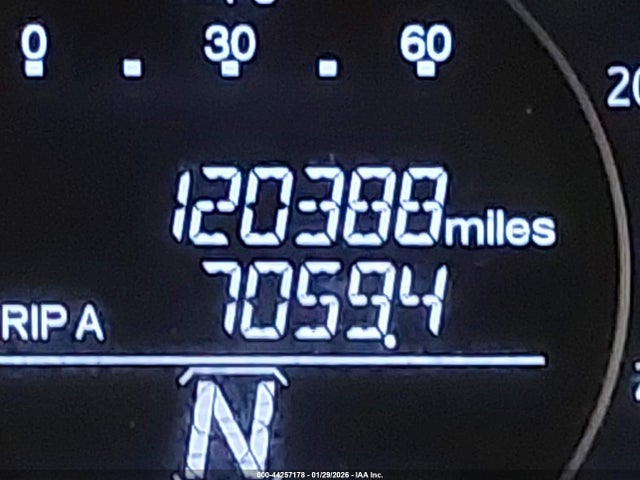 0 30 60
20
120388 miles
RIP A 7059.4
N
000-44257178 - 01/29/2026 - IAA Inc.